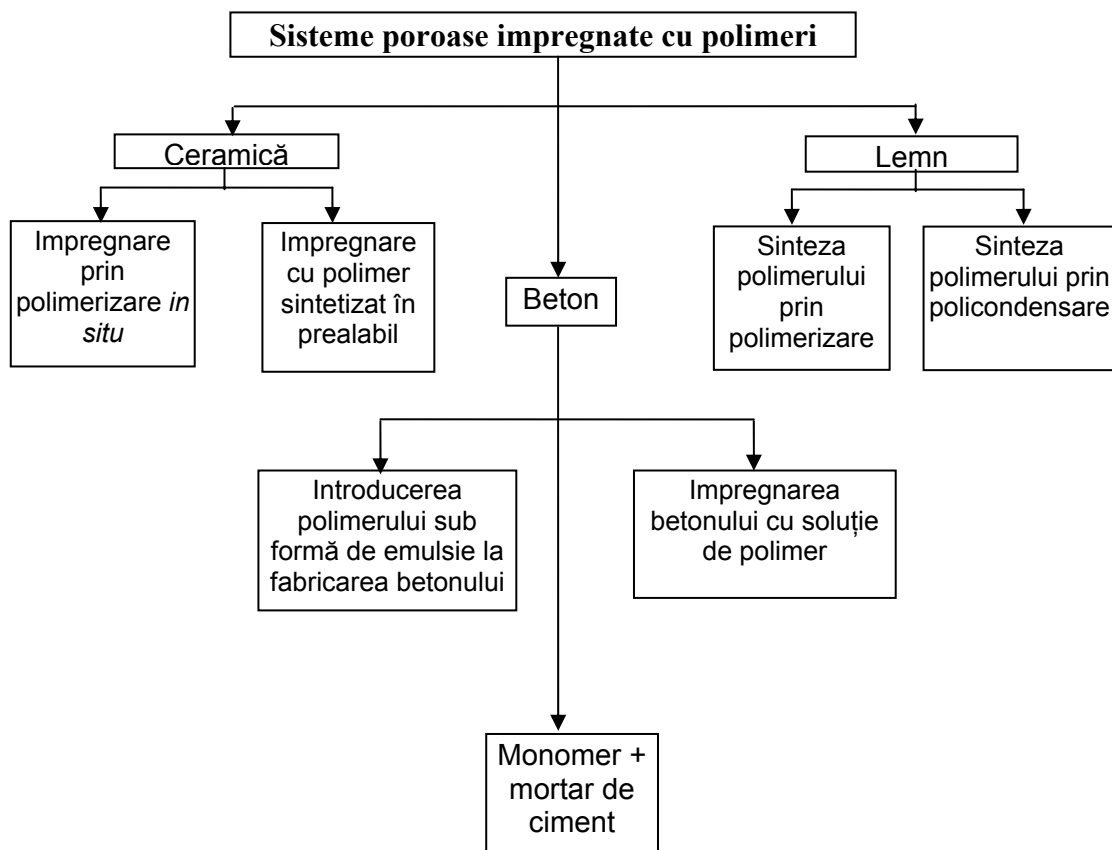 Sisteme poroase impregnate cu polimeri
Ceramică
Lemn
Impregnare
prin
polimerizare in
situ
Impregnare
cu polimer
sintetizat în
prealabil
Beton
Sinteza
polimerului
prin
polimerizare
Sinteza
polimerului prin
policondensare
Introducerea
polimerului sub
formă de emulsie la
fabricarea betonului
Impregnarea
betonului cu soluție
de polimer
Monomer +
mortar de
ciment